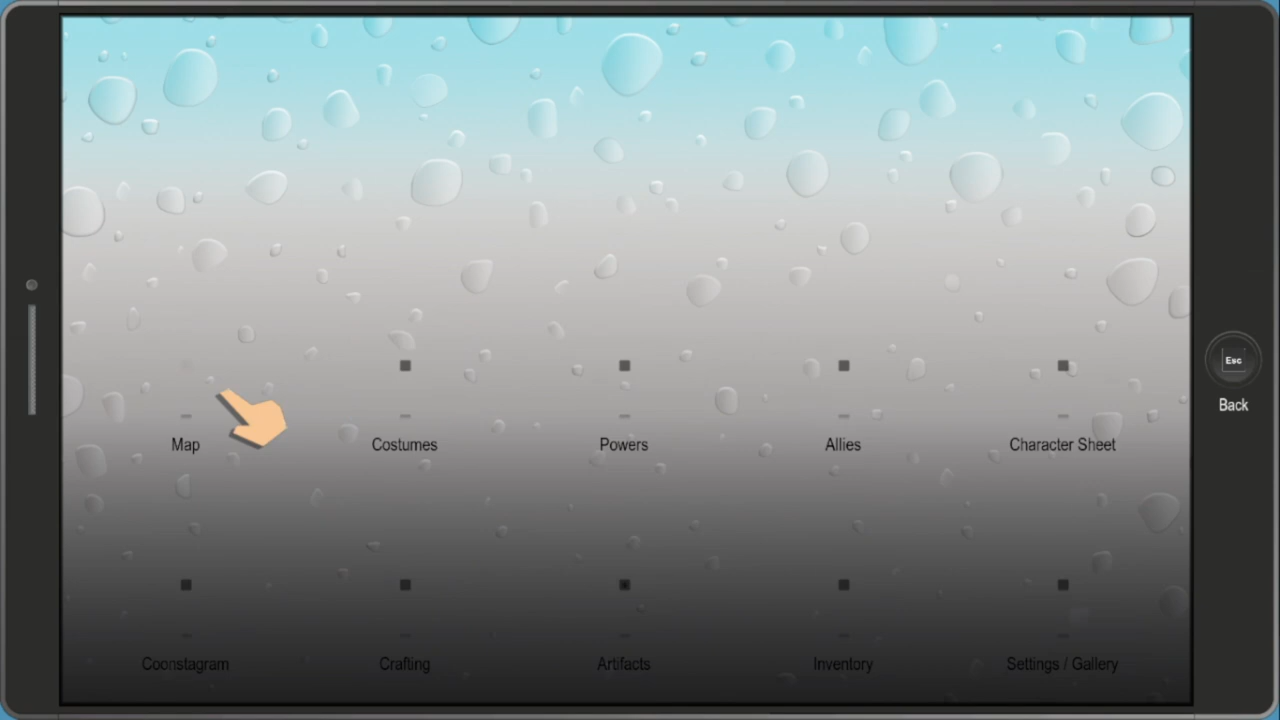 Esc
Back
Map
Costumes
Powers
Allies
Character Sheet
Coonstagram
Crafting
Artifacts
Inventory
Settings / Gallery